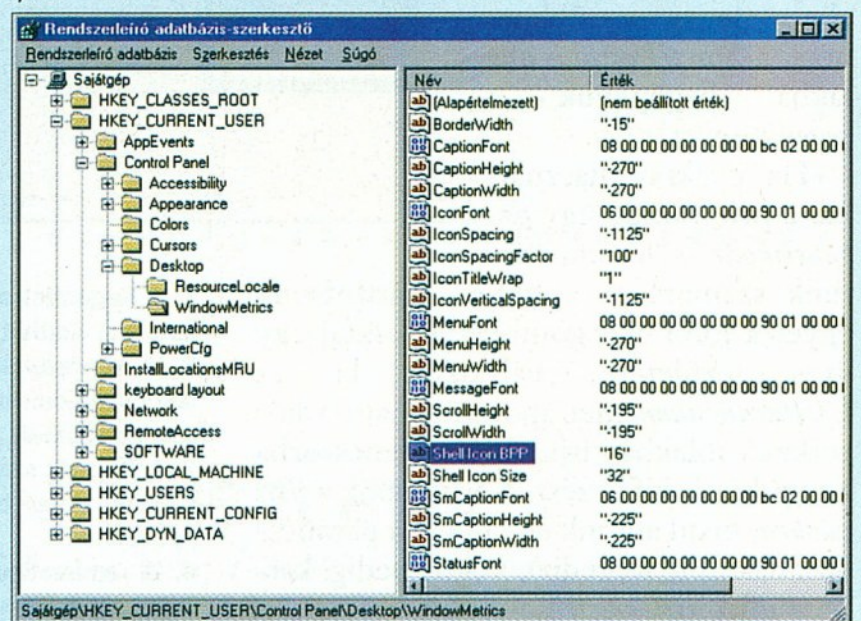 Rendszerleíró adatbázis-szerkesztő
Rendszerleíró adatbázis Szerkesztés Nézet Súgó
Sajátgép
HKEY_CLASSES_ROOT
HKEY_CURRENT_USER
AppEvents
Control Panel
Accessibility
Appearance
Colors
Cursors
Desktop
ResourceLocale
WindowMetrics
International
PowerCfg
InstallLocationsMRU
keyboard layout
Network
RemoteAccess
SOFTWARE
HKEY_LOCAL_MACHINE
HKEY_USERS
HKEY_CURRENT_CONFIG
HKEY_DYN_DATA
Név Érték
(Alapértelmezett) (nem beállított érték)
BorderWidth "-15"
CaptionFont 08 00 00 00 00 00 00 00 bc 02 00 00
CaptionHeight "-270"
CaptionWidth "-270"
IconFont 06 00 00 00 00 00 00 00 90 01 00 00
IconSpacing "-1125"
IconSpacingFactor "100"
IconTitleWrap "1"
IconVerticalSpacing "-1125"
MenuFont 08 00 00 00 00 00 00 00 90 01 00 00
MenuHeight "-270"
MenuWidth "-270"
MessageFont 08 00 00 00 00 00 00 00 90 01 00 00
ScrollHeight "-195"
ScrollWidth "-195"
Shell Icon BPP "16"
Shell Icon Size "32"
SmCaptionFont 06 00 00 00 00 00 00 00 bc 02 00 00
SmCaptionHeight "-225"
SmCaptionWidth "-225"
StatusFont 08 00 00 00 00 00 00 00 90 01 00 00
Sajátgép\HKEY_CURRENT_USER\Control Panel\Desktop\WindowMetrics